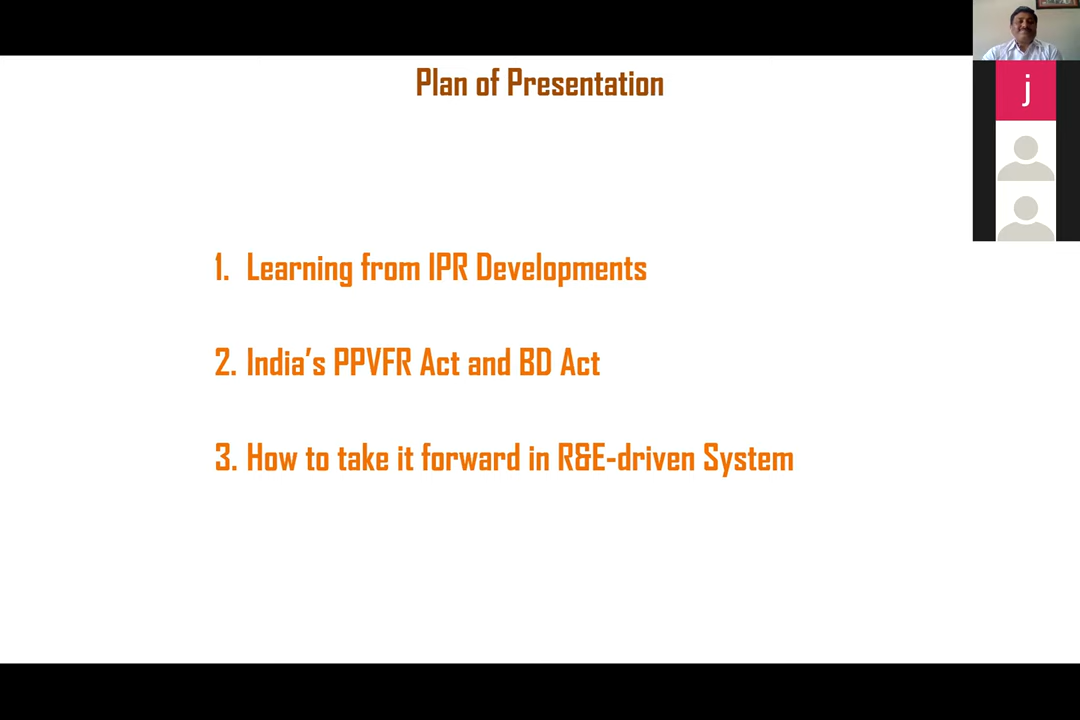 Plan of Presentation
j
1. Learning from IPR Developments
2. India's PPVFR Act and BD Act
3. How to take it forward in R&E-driven System